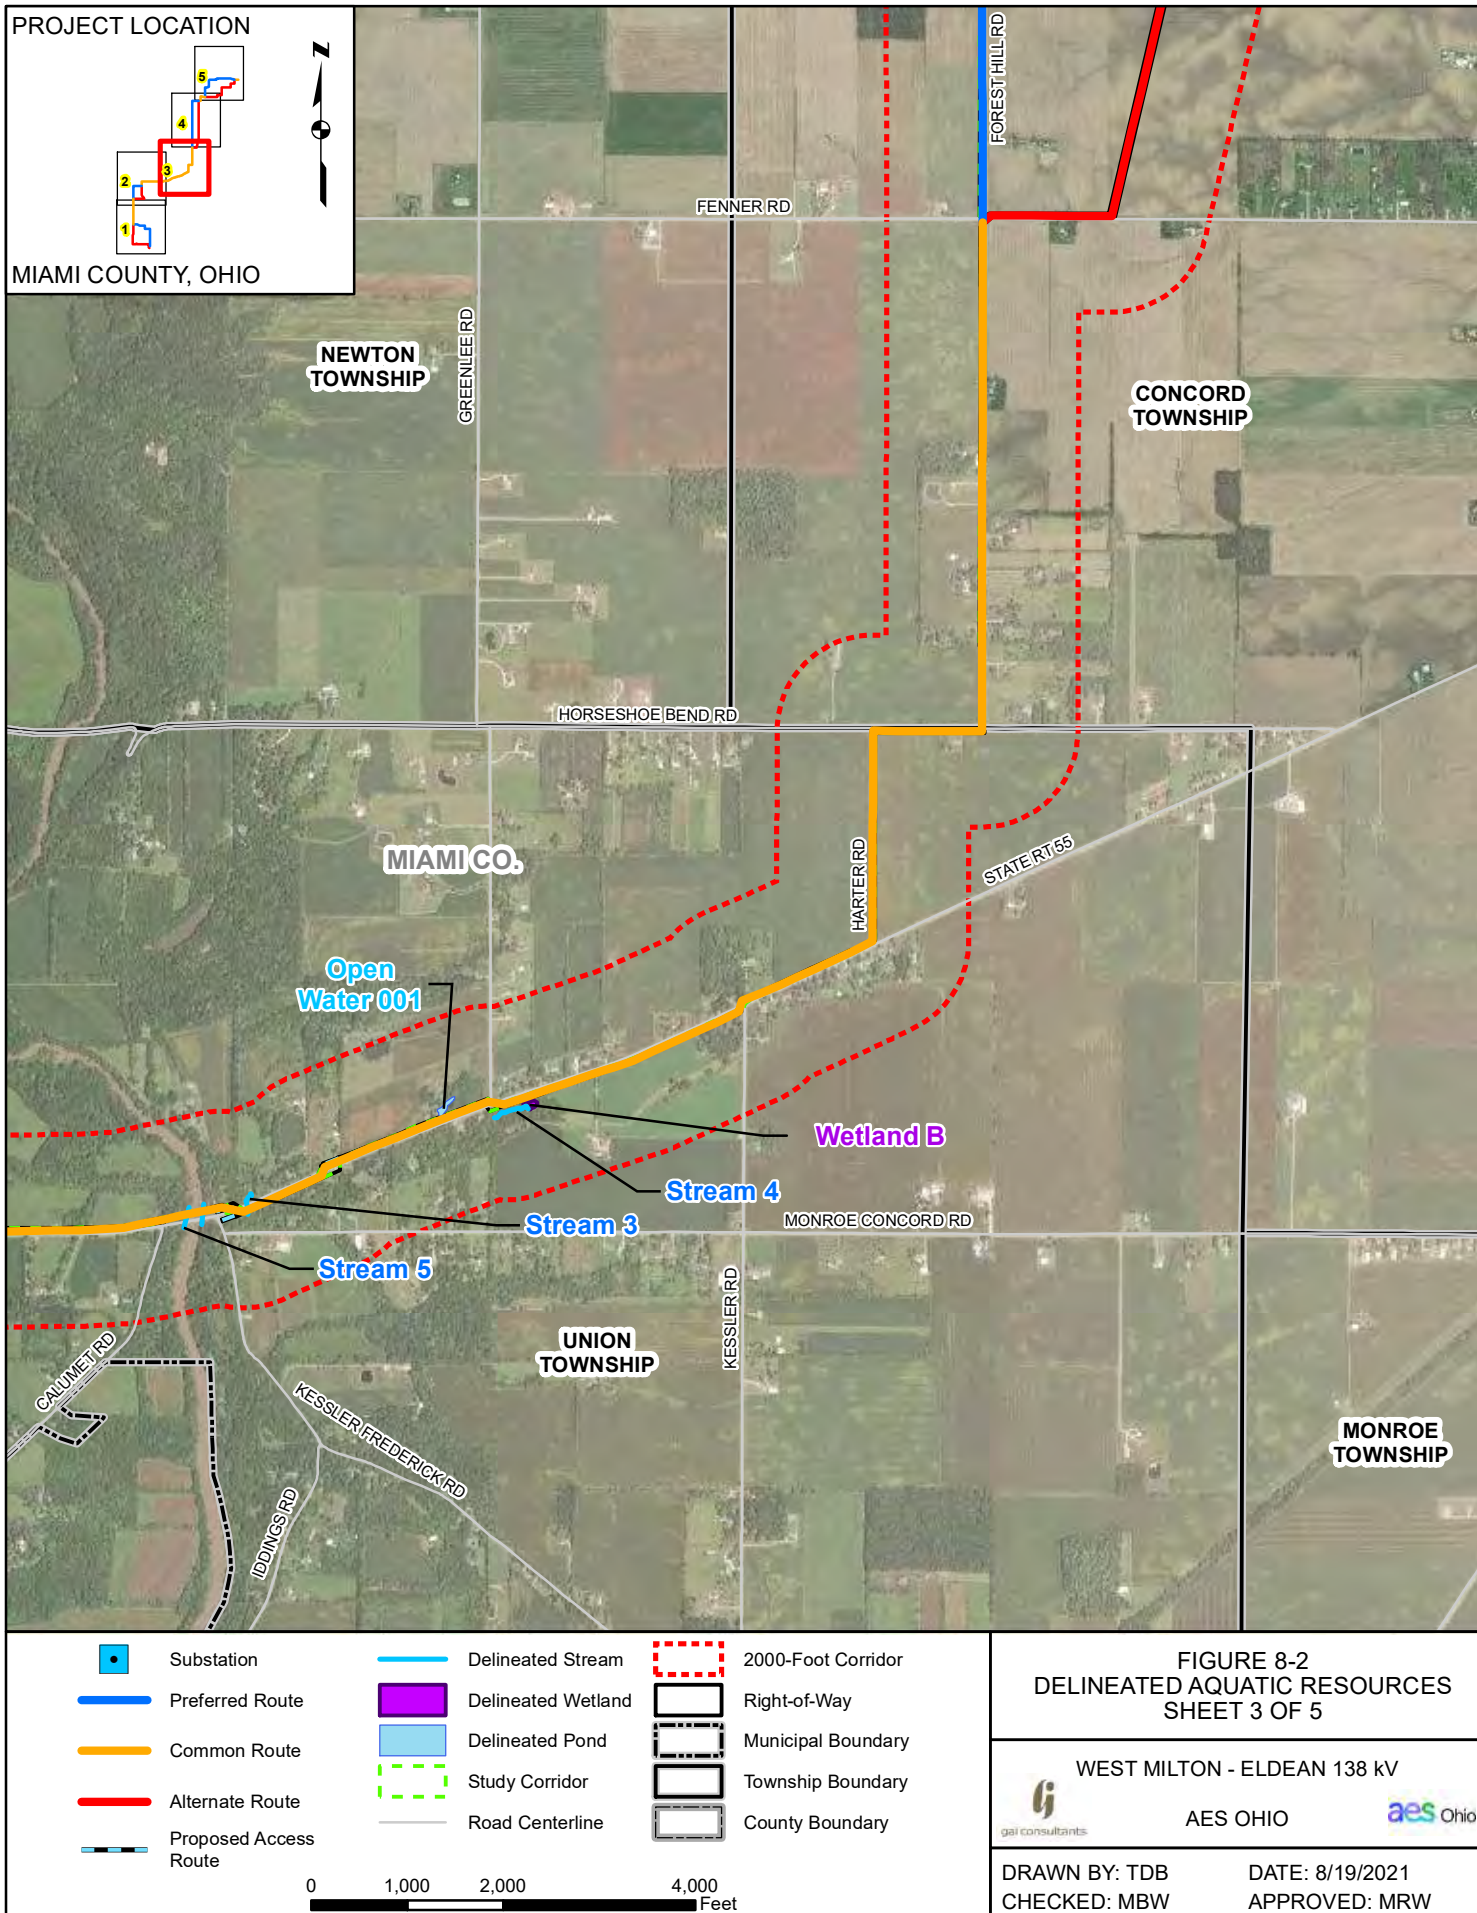 PROJECT LOCATION
N
5
4
3
2
1
MIAMI COUNTY, OHIO
FOREST HILL RD
FENNER RD
GREENLEE RD
NEWTON
TOWNSHIP
CONCORD
TOWNSHIP
HORSESHOE BEND RD
MIAMI CO.
HARTER RD
STATE RT 55
Open
Water 001
Wetland B
Stream 4
Stream 3
Stream 5
MONROE CONCORD RD
KESSLER RD
UNION
TOWNSHIP
CALUMET RD
KESSLER FREDERICK RD
IDDINGS RD
MONROE
TOWNSHIP
Substation
Preferred Route
Common Route
Alternate Route
Proposed Access
Route
Delineated Stream
Delineated Wetland
Delineated Pond
Study Corridor
Road Centerline
2000-Foot Corridor
Right-of-Way
Municipal Boundary
Township Boundary
County Boundary
0 1,000 2,000 4,000
Feet
FIGURE 8-2
DELINEATED AQUATIC RESOURCES
SHEET 3 OF 5
WEST MILTON - ELDEAN 138 kV
AES OHIO
gai consultants
aes Ohio
DRAWN BY: TDB DATE: 8/19/2021
CHECKED: MBW APPROVED: MRW